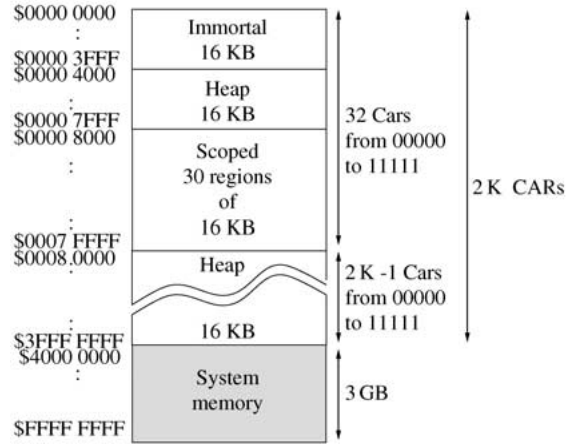 $0000 0000
:
$0000 3FFF
$0000 4000
:
$0000 7FFF
$0000 8000
:
:
$0007 FFFF
$0008.0000
:
:
$3FFF FFFF
$4000 0000
:
$FFFF FFFF
Immortal
16 KB
Heap
16 KB
Scoped
30 regions
of
16 KB
Heap
16 KB
System
memory
32 Cars
from 00000
to 11111
2 K -1 Cars
from 00000
to 11111
3 GB
2 K CARs